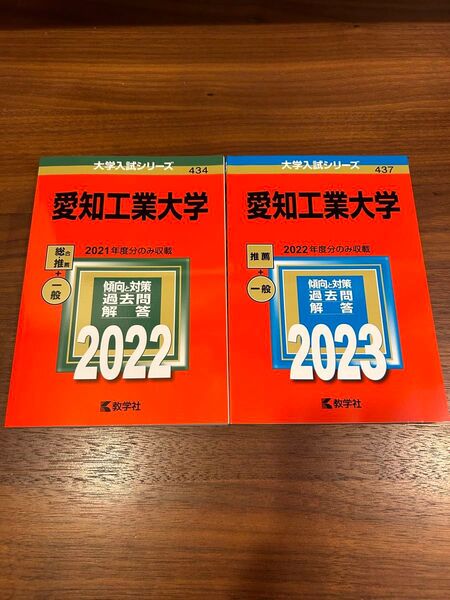 大学入試シリーズ
434
愛知工業大学
2021年度分のみ収載
総合
推薦
+
一般
傾向と対策
過去問
解答
2022
教学社
大学入試シリーズ
437
愛知工業大学
2022年度分のみ収載
推薦
+
一般
傾向と対策
過去問
解答
2023
教学社